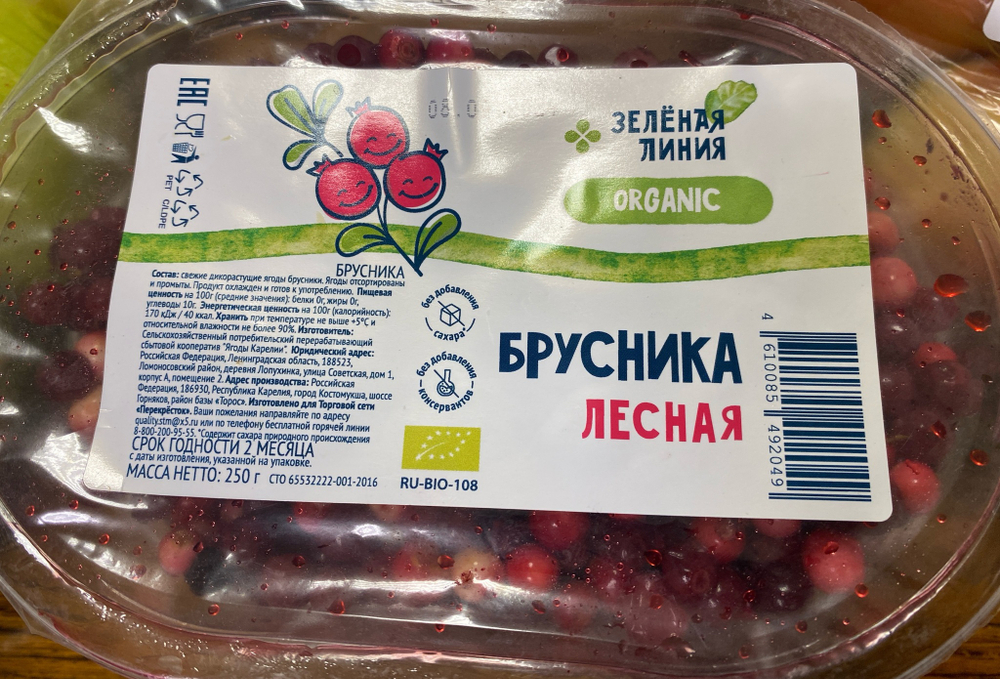 EAC
PET C/LDPE
08.0
ЗЕЛЁНАЯ
ЛИНИЯ
ORGANIC
БРУСНИКА
Состав: свежие дикорастущие ягоды брусники. Ягоды отсортированы
и промыты. Продукт охлажден и готов к употреблению. Пищевая
ценность на 100г (средние значения): белки 0г, жиры 0г,
углеводы 10г. Энергетическая ценность на 100г (калорийность):
170 кДж / 40 ккал. Хранить при температуре не выше +5°С и
относительной влажности не более 90%. Изготовитель:
Сельскохозяйственный потребительский перерабатывающий
сбытовой кооператив "Ягоды Карелии". Юридический адрес:
Российская Федерация, Ленинградская область, 188523,
Ломоносовский район, деревня Лопухинка, улица Советская, дом 1,
корпус А, помещение 2. Адрес производства: Российская
Федерация, 186930, Республика Карелия, город Костомукша, шоссе
Горняков, район базы «Торос». Изготовлено для Торговой сети
«Перекрёсток». Ваши пожелания направляйте по адресу
quality.stm@x5.ru или по телефону бесплатной горячей линии
8-800-200-95-55. *Содержит сахара природного происхождения
СРОК ГОДНОСТИ 2 МЕСЯЦА
с даты изготовления, указанной на упаковке.
МАССА НЕТТО: 250 г СТО 65532222-001-2016
без добавления
сахара*
без добавления
консервантов
RU-BIO-108
БРУСНИКА
ЛЕСНАЯ
4 610085 492049